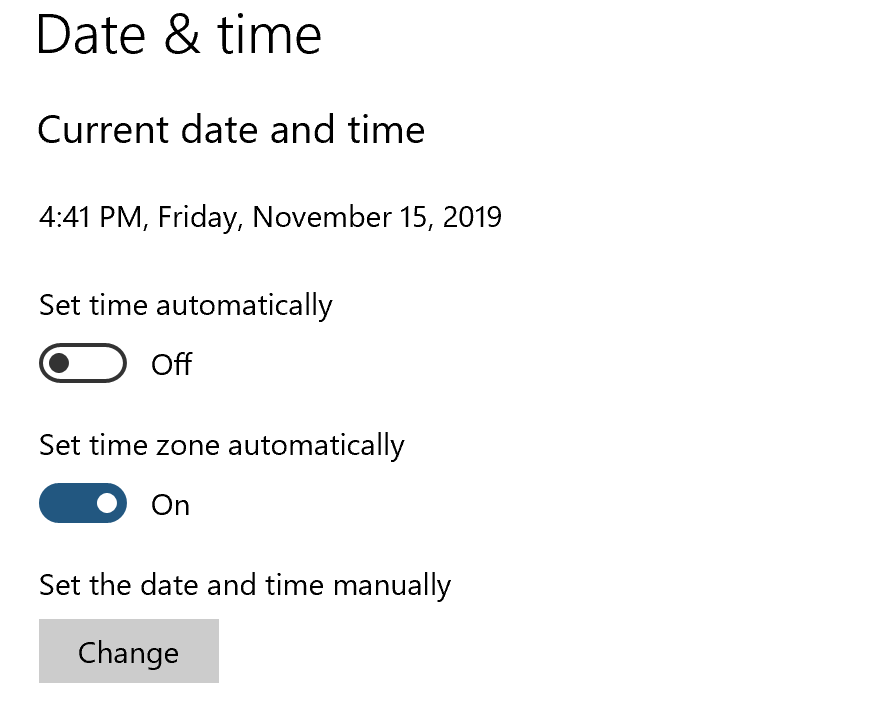 Date & time
Current date and time
4:41 PM, Friday, November 15, 2019
Set time automatically
Off
Set time zone automatically
On
Set the date and time manually
Change